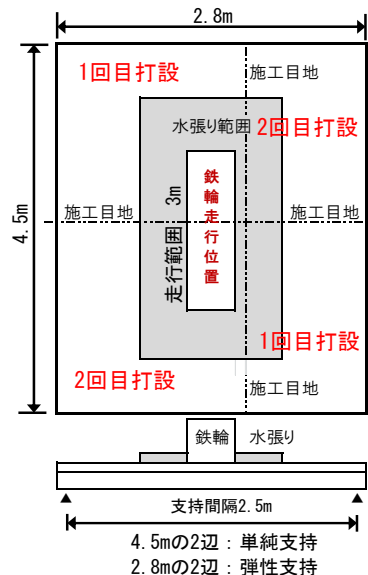 2.8m
1回目打設
施工目地
水張り範囲
2回目打設
4.5m
走行範囲 3m
鉄輪走行位置
施工目地
施工目地
1回目打設
2回目打設
施工目地
鉄輪
水張り
支持間隔2.5m
4.5mの2辺：単純支持
2.8mの2辺：弾性支持